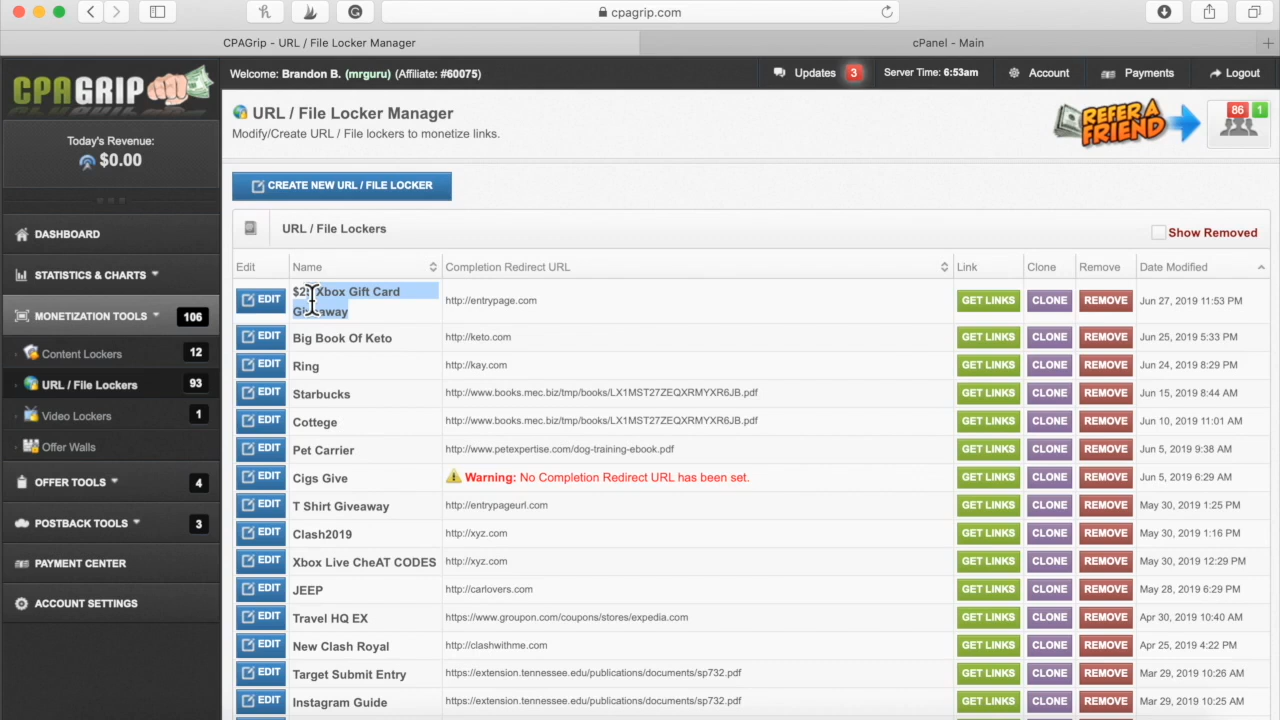 cpagrip.com
CPAGrip - URL / File Locker Manager
cPanel - Main
CPAGRIP
Welcome: Brandon B. (mrguru) (Affiliate: #60075)
Updates 3
Server Time: 6:53am
Account
Payments
Logout
Today's Revenue:
$0.00
URL / File Locker Manager
Modify/Create URL / File lockers to monetize links.
REFER A FRIEND
86 1
CREATE NEW URL / FILE LOCKER
DASHBOARD
STATISTICS & CHARTS
MONETIZATION TOOLS 106
Content Lockers 12
URL / File Lockers 93
Video Lockers 1
Offer Walls
OFFER TOOLS 4
POSTBACK TOOLS 3
PAYMENT CENTER
ACCOUNT SETTINGS
URL / File Lockers
Show Removed
Edit Name Completion Redirect URL Link Clone Remove Date Modified
EDIT Xbox Gift Card
Giveaway http://entrypage.com GET LINKS CLONE REMOVE Jun 27, 2019 11:53 PM
EDIT Big Book Of Keto http://keto.com GET LINKS CLONE REMOVE Jun 25, 2019 5:33 PM
EDIT Ring http://kay.com GET LINKS CLONE REMOVE Jun 24, 2019 8:29 PM
EDIT Starbucks http://www.books.mec.biz/tmp/books/LX1MST27ZEQXRMYXR6JB.pdf GET LINKS CLONE REMOVE Jun 15, 2019 8:44 AM
EDIT Cottege http://www.books.mec.biz/tmp/books/LX1MST27ZEQXRMYXR6JB.pdf GET LINKS CLONE REMOVE Jun 10, 2019 11:01 AM
EDIT Pet Carrier http://www.petexpertise.com/dog-training-ebook.pdf GET LINKS CLONE REMOVE Jun 5, 2019 9:38 AM
EDIT Cigs Give Warning: No Completion Redirect URL has been set. GET LINKS CLONE REMOVE Jun 5, 2019 6:29 AM
EDIT T Shirt Giveaway http://entrypageurl.com GET LINKS CLONE REMOVE May 30, 2019 1:25 PM
EDIT Clash2019 http://xyz.com GET LINKS CLONE REMOVE May 30, 2019 1:16 PM
EDIT Xbox Live CheAT CODES http://xyz.com GET LINKS CLONE REMOVE May 30, 2019 12:29 PM
EDIT JEEP http://carlovers.com GET LINKS CLONE REMOVE May 28, 2019 6:29 PM
EDIT Travel HQ EX https://www.groupon.com/coupons/stores/expedia.com GET LINKS CLONE REMOVE Apr 30, 2019 10:40 AM
EDIT New Clash Royal http://clashwithme.com GET LINKS CLONE REMOVE Apr 25, 2019 4:22 PM
EDIT Target Submit Entry https://extension.tennessee.edu/publications/documents/sp732.pdf GET LINKS CLONE REMOVE Mar 29, 2019 10:26 AM
EDIT Instagram Guide https://extension.tennessee.edu/publications/documents/sp732.pdf GET LINKS CLONE REMOVE Mar 29, 2019 10:25 AM